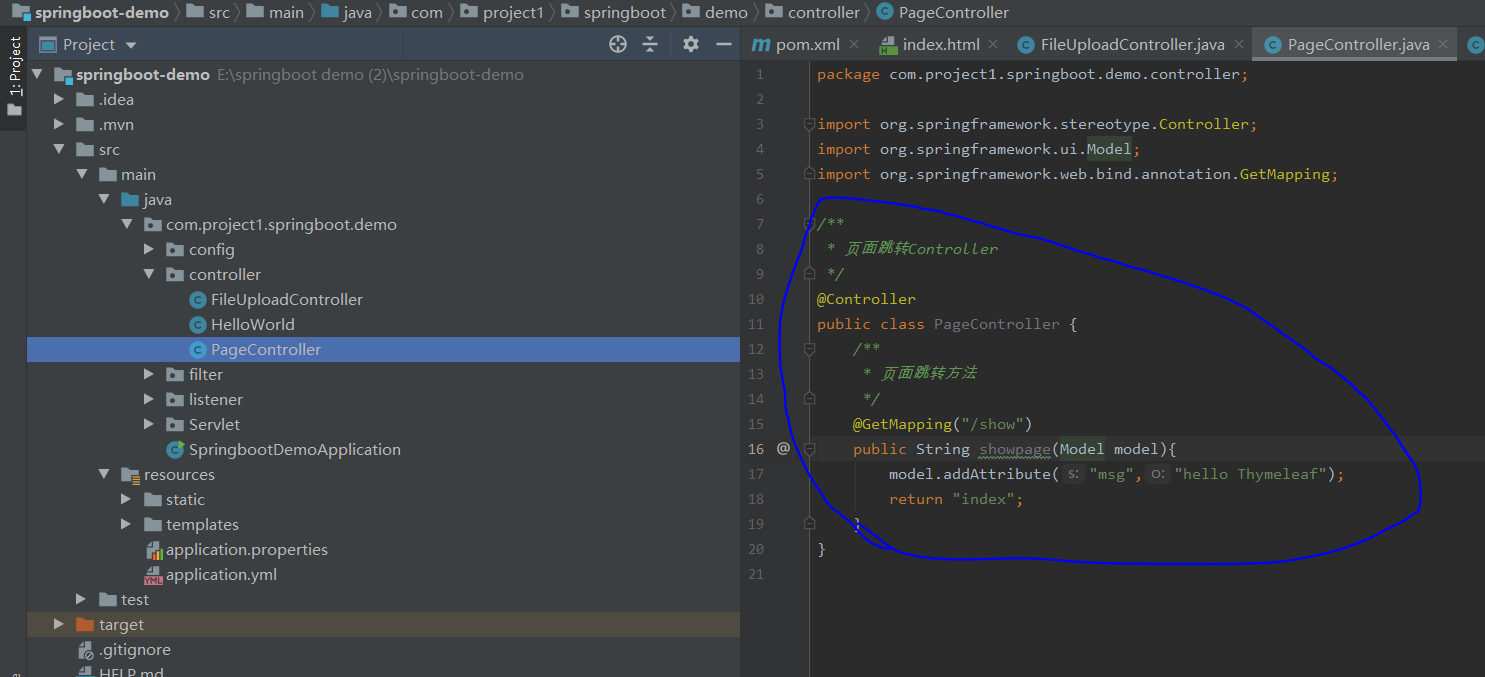 springboot-demo src main java com project1 springboot demo controller PageController
1: Project
Project
springboot-demo E:\springboot demo (2)\springboot-demo
.idea
.mvn
src
main
java
com.project1.springboot.demo
config
controller
FileUploadController
HelloWorld
PageController
filter
listener
Servlet
SpringbootDemoApplication
resources
static
templates
application.properties
application.yml
test
target
.gitignore
HELP.md
pom.xml index.html FileUploadController.java PageController.java
1 package com.project1.springboot.demo.controller;
2
3 import org.springframework.stereotype.Controller;
4 import org.springframework.ui.Model;
5 import org.springframework.web.bind.annotation.GetMapping;
6
7 /**
8 * 页面跳转Controller
9 */
10 @Controller
11 public class PageController {
12 /**
13 * 页面跳转方法
14 */
15 @GetMapping("/show")
16 @ public String showpage(Model model){
17 model.addAttribute( s: "msg", o: "hello Thymeleaf");
18 return "index";
19 }
20 }
21